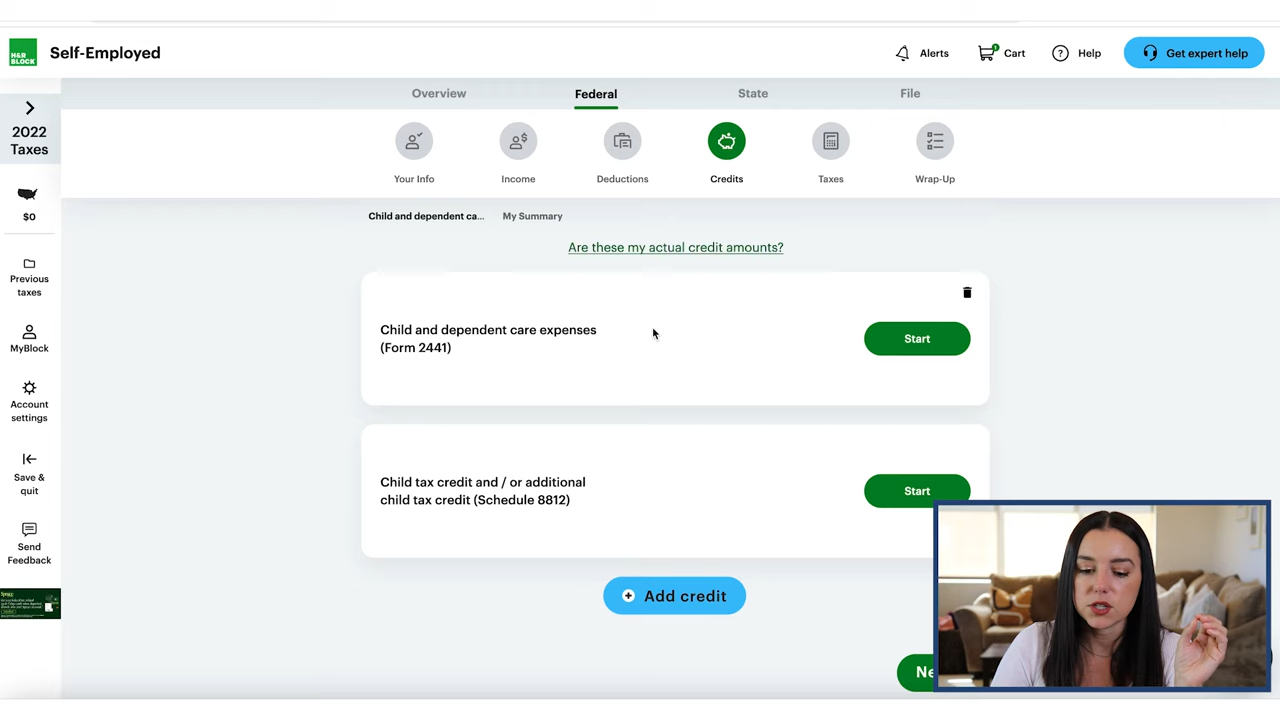 H&R
BLOCK
Self-Employed
Alerts
1
Cart
? Help
Get expert help
Overview
Federal
State
File
2022
Taxes
Your Info
Income
Deductions
Credits
Taxes
Wrap-Up
$0
Child and dependent ca...
My Summary
Are these my actual credit amounts?
Previous
taxes
Child and dependent care expenses
(Form 2441)
Start
MyBlock
Account
settings
Save &
quit
Child tax credit and / or additional
child tax credit (Schedule 8812)
Start
Send
Feedback
Add credit
Ne